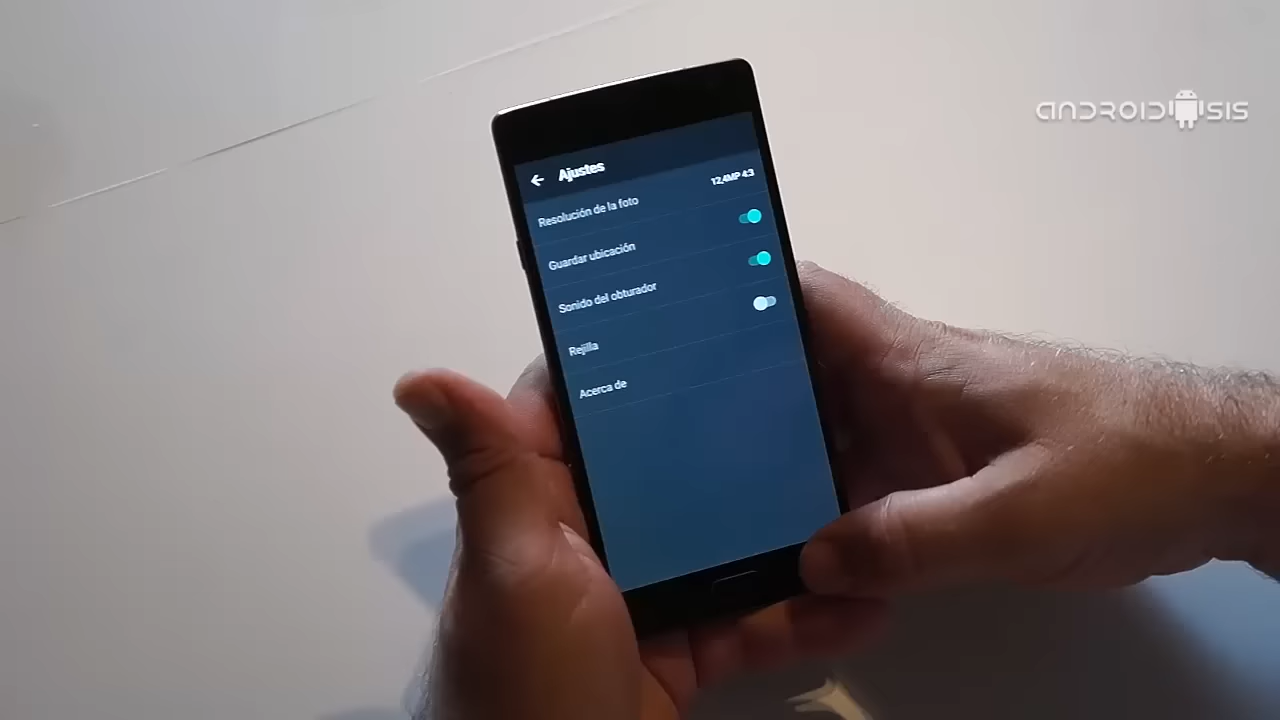 ANDROIDSIS
Ajustes
Resolución de la foto 12,4MP 4:3
Guardar ubicación
Sonido del obturador
Rejilla
Acerca de